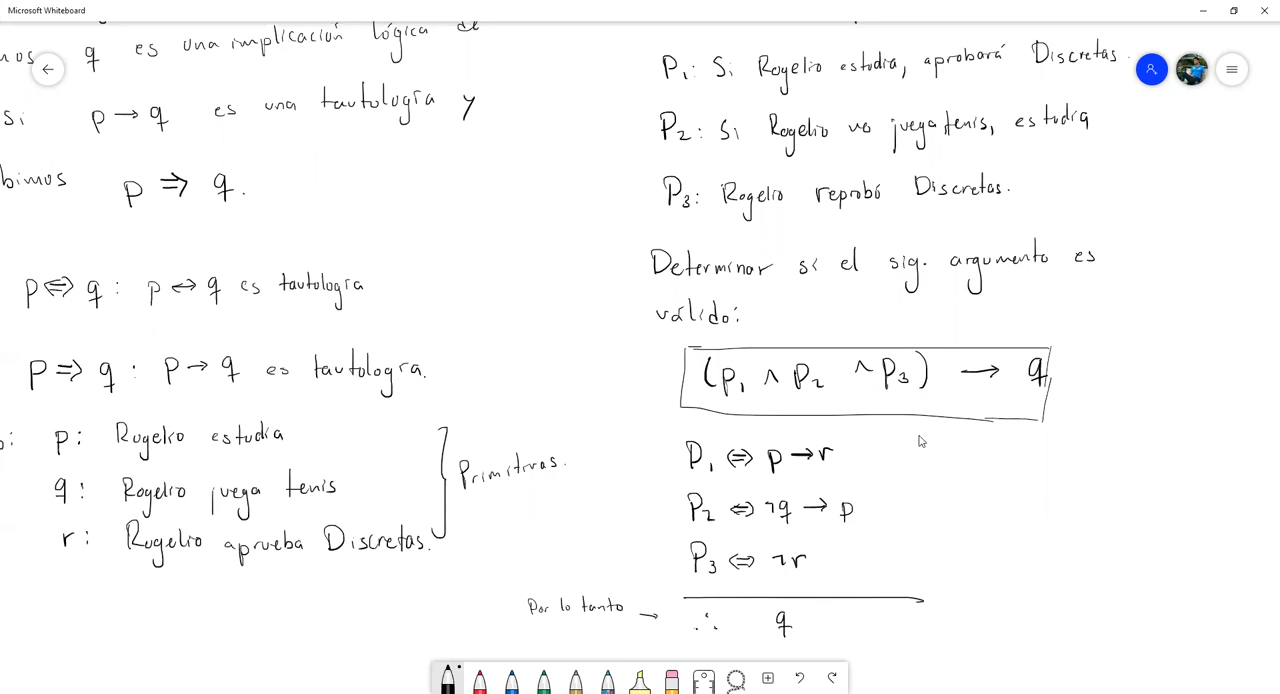 Microsoft Whiteboard
mos q es una implicación lógica de
si p → q es una tautología y
bimos p ⇒ q.
p ⇔ q : p ↔ q es tautología
p ⇒ q : p → q es tautología.
o: p: Rogelio estudia
q: Rogelio juega tenis
r: Rogelio aprueba Discretas.
Primitivas.
P1: Si Rogelio estudia, aprobará Discretas.
P2: Si Rogelio no juega tenis, estudia
P3: Rogelio reprobó Discretas.
Determinar si el sig. argumento es
válido:
(p1 ∧ p2 ∧ p3) → q
P1 ⇔ p → r
P2 ⇔ ¬q → p
P3 ⇔ ¬r
Por lo tanto → ∴ q